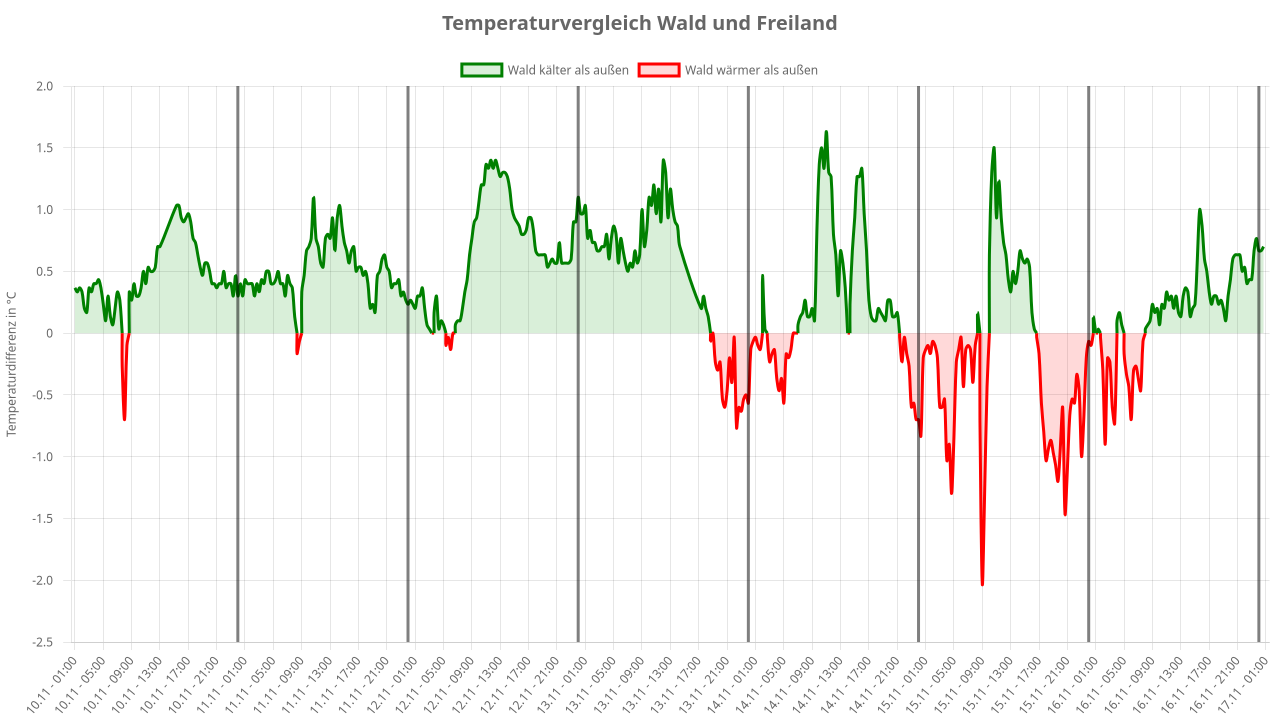 Temperaturvergleich Wald und Freiland
Wald kälter als außen
Wald wärmer als außen
Temperaturdifferenz in °C
2.0
1.5
1.0
0.5
0
-0.5
-1.0
-1.5
-2.0
-2.5
10.11 - 01:00
10.11 - 05:00
10.11 - 09:00
10.11 - 13:00
10.11 - 17:00
10.11 - 21:00
11.11 - 01:00
11.11 - 05:00
11.11 - 09:00
11.11 - 13:00
11.11 - 17:00
11.11 - 21:00
12.11 - 01:00
12.11 - 05:00
12.11 - 09:00
12.11 - 13:00
12.11 - 17:00
12.11 - 21:00
13.11 - 01:00
13.11 - 05:00
13.11 - 09:00
13.11 - 13:00
13.11 - 17:00
13.11 - 21:00
14.11 - 01:00
14.11 - 05:00
14.11 - 09:00
14.11 - 13:00
14.11 - 17:00
14.11 - 21:00
15.11 - 01:00
15.11 - 05:00
15.11 - 09:00
15.11 - 13:00
15.11 - 17:00
15.11 - 21:00
16.11 - 01:00
16.11 - 05:00
16.11 - 09:00
16.11 - 13:00
16.11 - 17:00
16.11 - 21:00
17.11 - 01:00